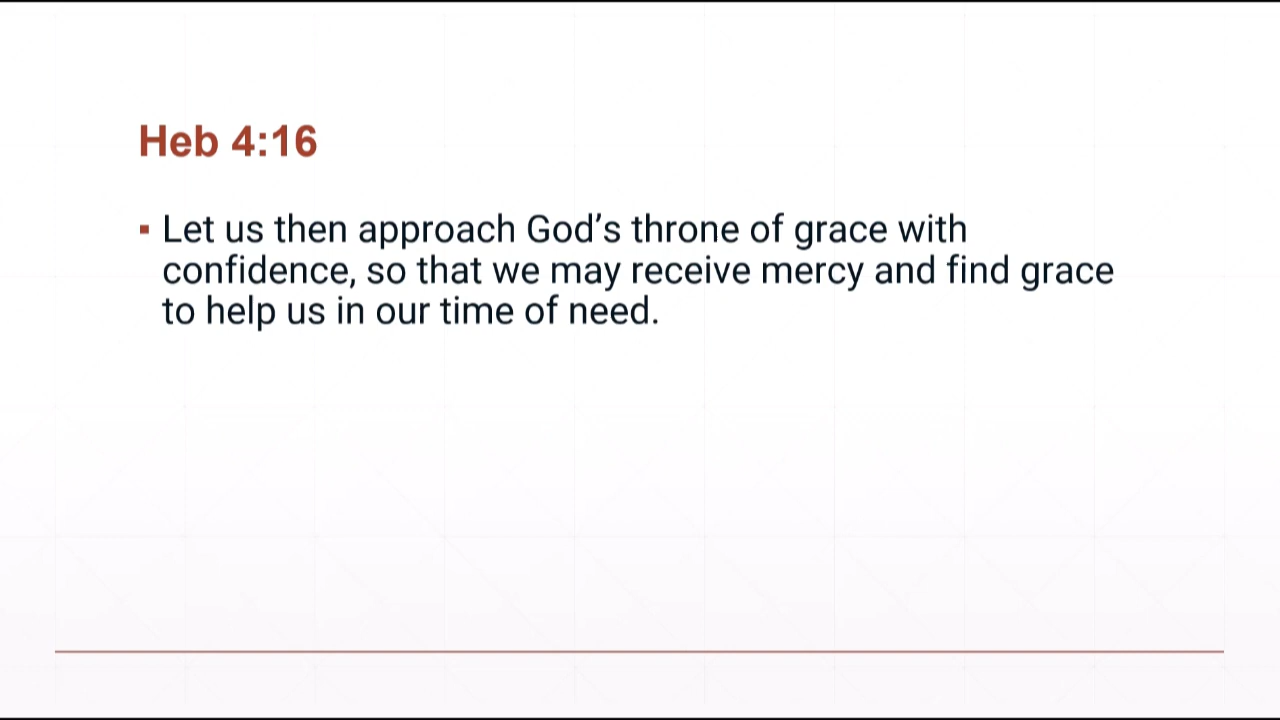 Heb 4:16
▪ Let us then approach God’s throne of grace with
confidence, so that we may receive mercy and find grace
to help us in our time of need.